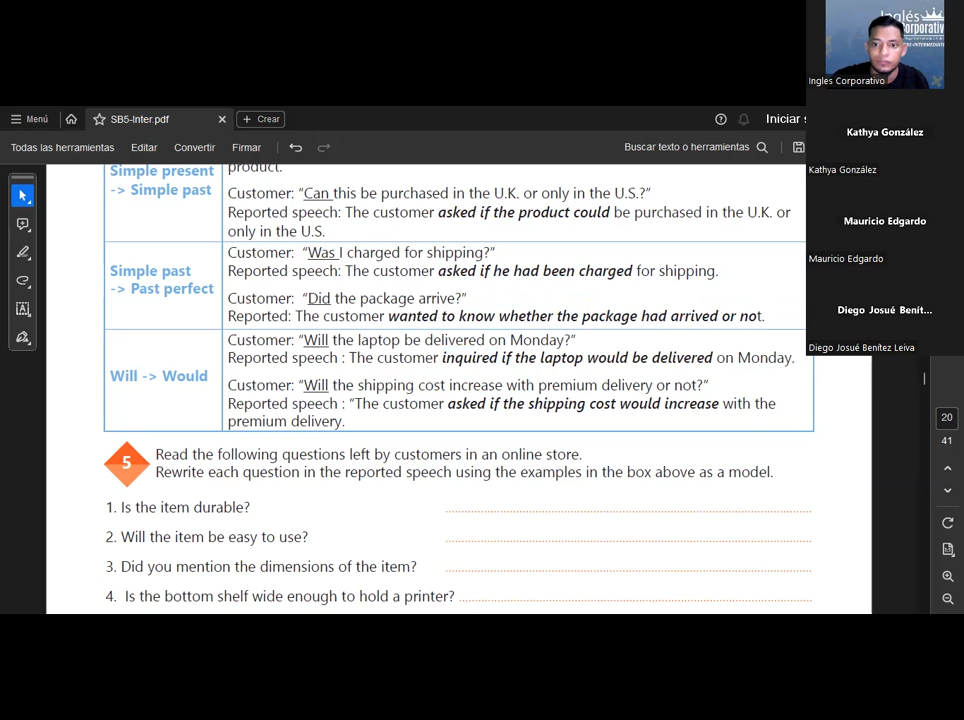 Inglés
Corporativ
RE-INTERMEDIATE
Ingles Corporativo
Kathya González
Kathya González
Mauricio Edgardo
Mauricio Edgardo
Diego Josué Benít...
Diego Josué Benítez Leiva
Menú
SB5-Inter.pdf
Crear
Iniciar s
Todas las herramientas
Editar
Convertir
Firmar
Buscar texto o herramientas
Simple present
-> Simple past
product.
Customer: “Can this be purchased in the U.K. or only in the U.S.?”
Reported speech: The customer asked if the product could be purchased in the U.K. or
only in the U.S.
Simple past
-> Past perfect
Customer: “Was I charged for shipping?”
Reported speech: The customer asked if he had been charged for shipping.
Customer: “Did the package arrive?”
Reported: The customer wanted to know whether the package had arrived or not.
Will -> Would
Customer: “Will the laptop be delivered on Monday?”
Reported speech : The customer inquired if the laptop would be delivered on Monday.
Customer: “Will the shipping cost increase with premium delivery or not?”
Reported speech : “The customer asked if the shipping cost would increase with the
premium delivery.
5
Read the following questions left by customers in an online store.
Rewrite each question in the reported speech using the examples in the box above as a model.
1. Is the item durable?
2. Will the item be easy to use?
3. Did you mention the dimensions of the item?
4. Is the bottom shelf wide enough to hold a printer?
20
41